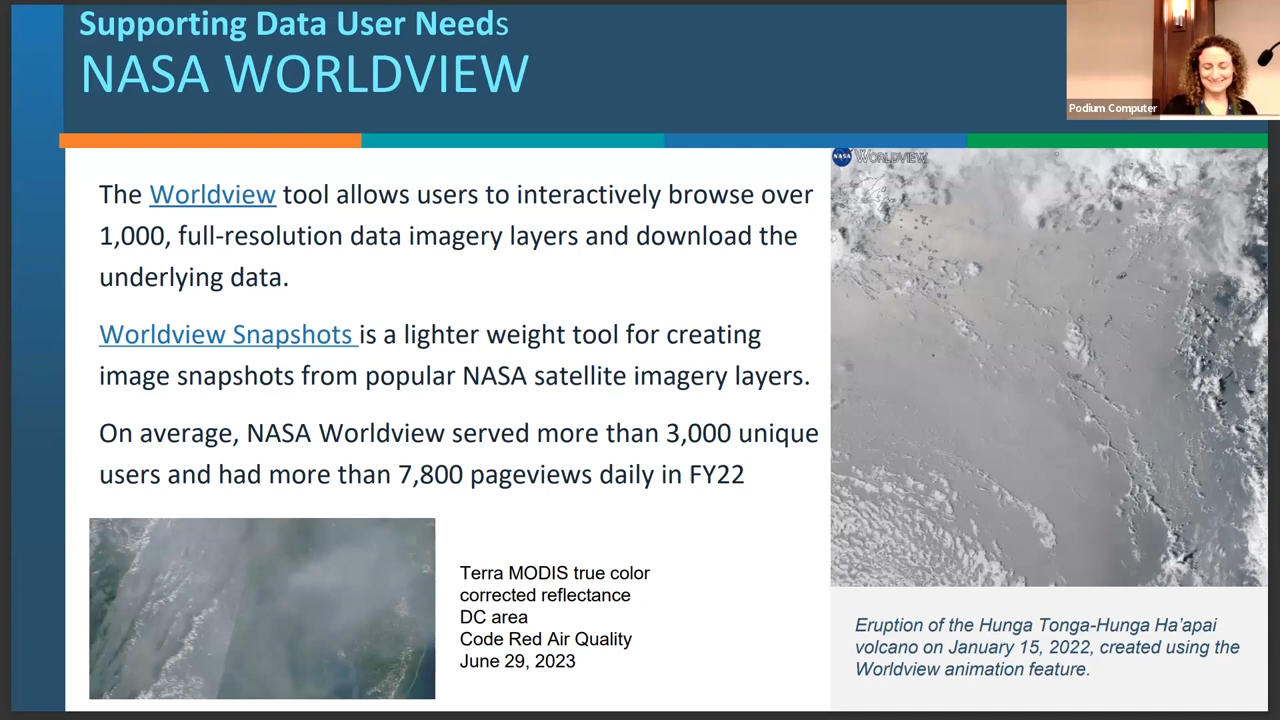 Supporting Data User Needs
NASA WORLDVIEW
Podium Computer
The Worldview tool allows users to interactively browse over
1,000, full-resolution data imagery layers and download the
underlying data.
Worldview Snapshots is a lighter weight tool for creating
image snapshots from popular NASA satellite imagery layers.
On average, NASA Worldview served more than 3,000 unique
users and had more than 7,800 pageviews daily in FY22
NASA WORLDVIEW
Terra MODIS true color
corrected reflectance
DC area
Code Red Air Quality
June 29, 2023
Eruption of the Hunga Tonga-Hunga Ha’apai
volcano on January 15, 2022, created using the
Worldview animation feature.